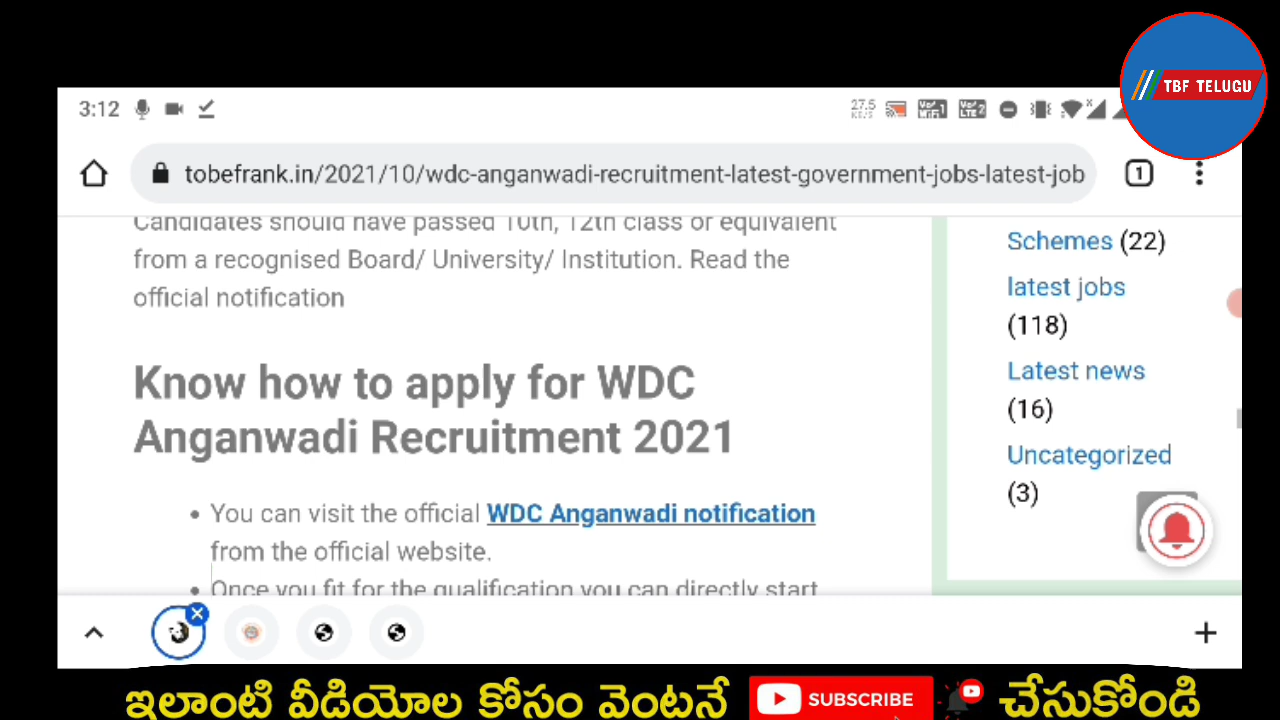 TBF TELUGU
3:12
27.5
KB/S
tobefrank.in/2021/10/wdc-anganwadi-recruitment-latest-government-jobs-latest-job
1
Candidates should have passed 10th, 12th class or equivalent
from a recognised Board/ University/ Institution. Read the
official notification
Know how to apply for WDC
Anganwadi Recruitment 2021
You can visit the official WDC Anganwadi notification
from the official website.
Once you fit for the qualification you can directly start
Schemes (22)
latest jobs
(118)
Latest news
(16)
Uncategorized
(3)
ఇలాంటి వీడియోల కోసం వెంటనే SUBSCRIBE చేసుకోండి